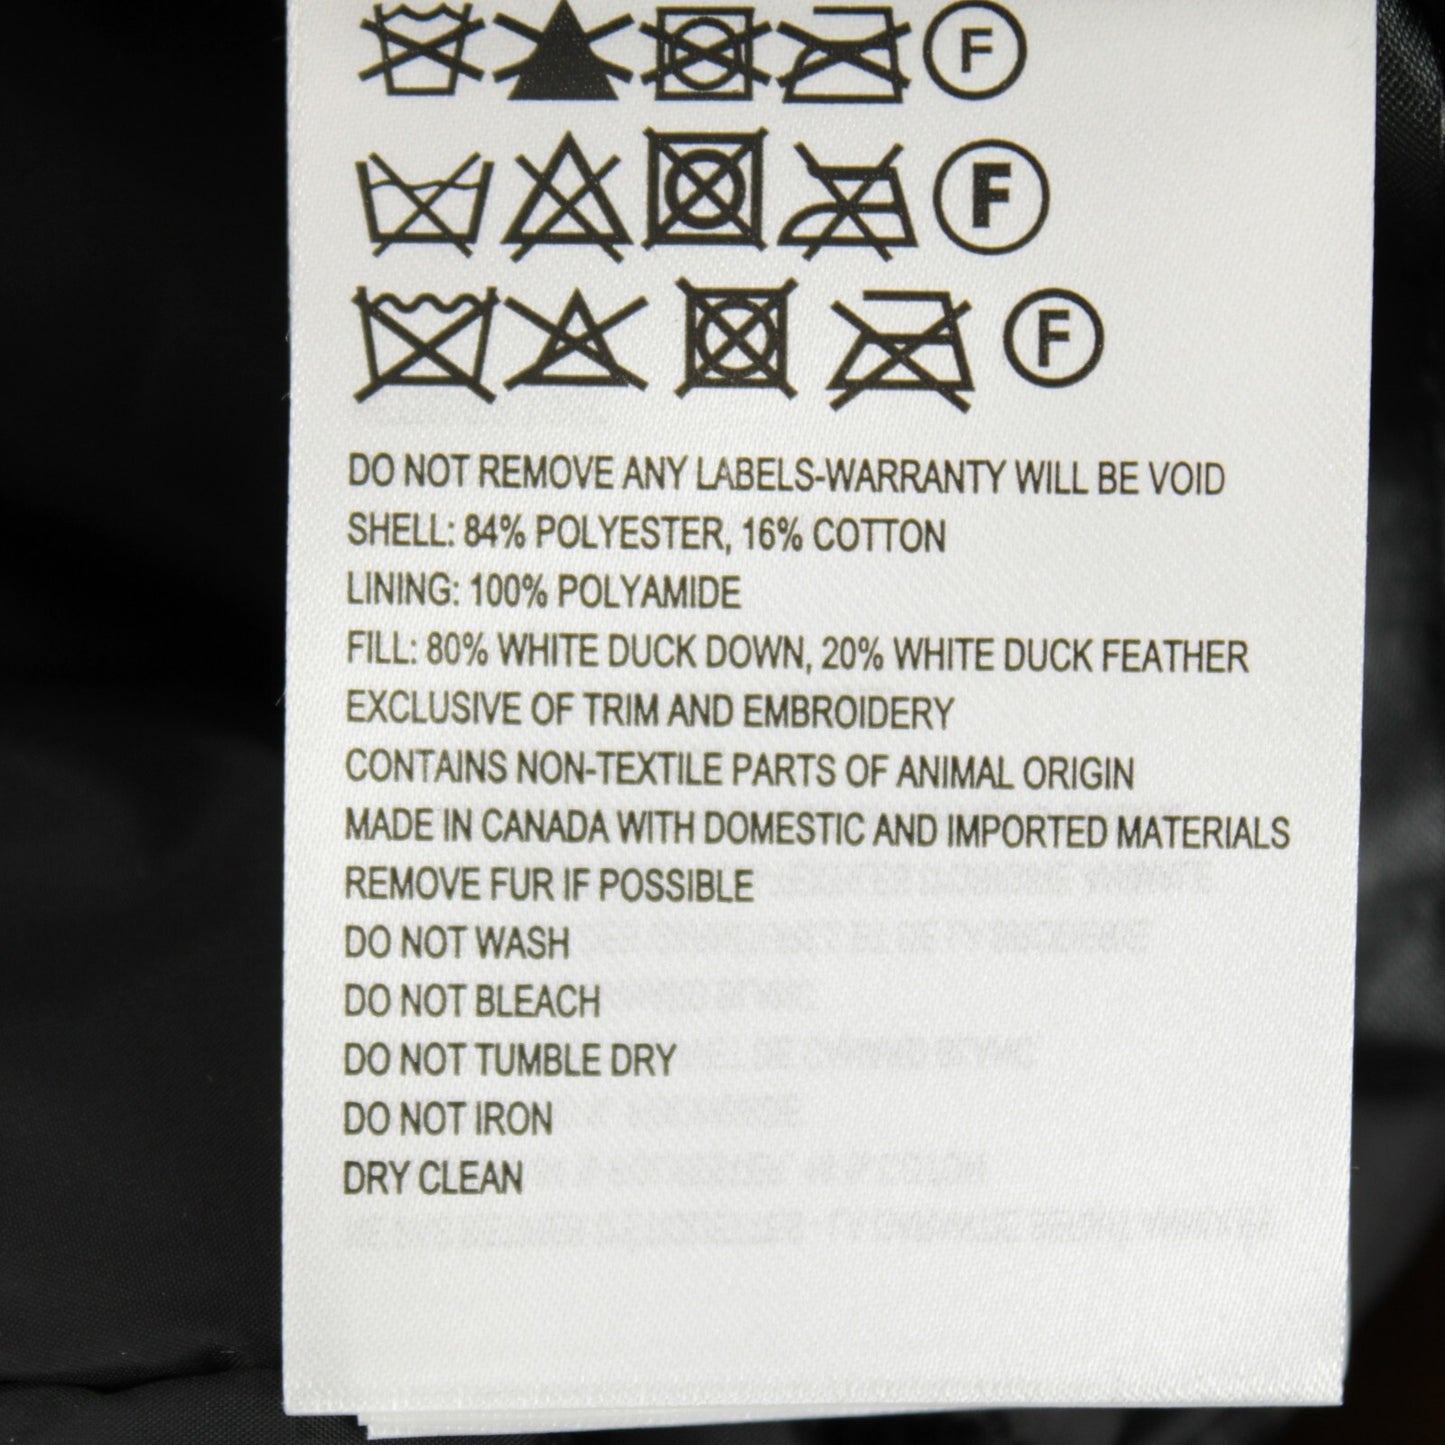 F
F
F
DO NOT REMOVE ANY LABELS-WARRANTY WILL BE VOID
SHELL: 84% POLYESTER, 16% COTTON
LINING: 100% POLYAMIDE
FILL: 80% WHITE DUCK DOWN, 20% WHITE DUCK FEATHER
EXCLUSIVE OF TRIM AND EMBROIDERY
CONTAINS NON-TEXTILE PARTS OF ANIMAL ORIGIN
MADE IN CANADA WITH DOMESTIC AND IMPORTED MATERIALS
REMOVE FUR IF POSSIBLE
DO NOT WASH
DO NOT BLEACH
DO NOT TUMBLE DRY
DO NOT IRON
DRY CLEAN